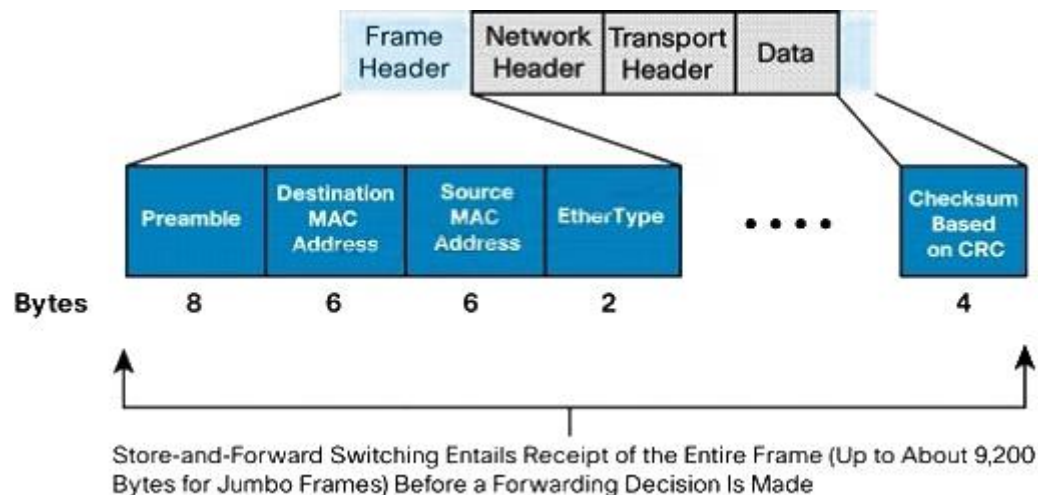 Frame
Header
Network
Header
Transport
Header
Data
Preamble
Destination
MAC
Address
Source
MAC
Address
EtherType
Checksum
Based
on CRC
Bytes 8 6 6 2 4
Store-and-Forward Switching Entails Receipt of the Entire Frame (Up to About 9,200
Bytes for Jumbo Frames) Before a Forwarding Decision Is Made